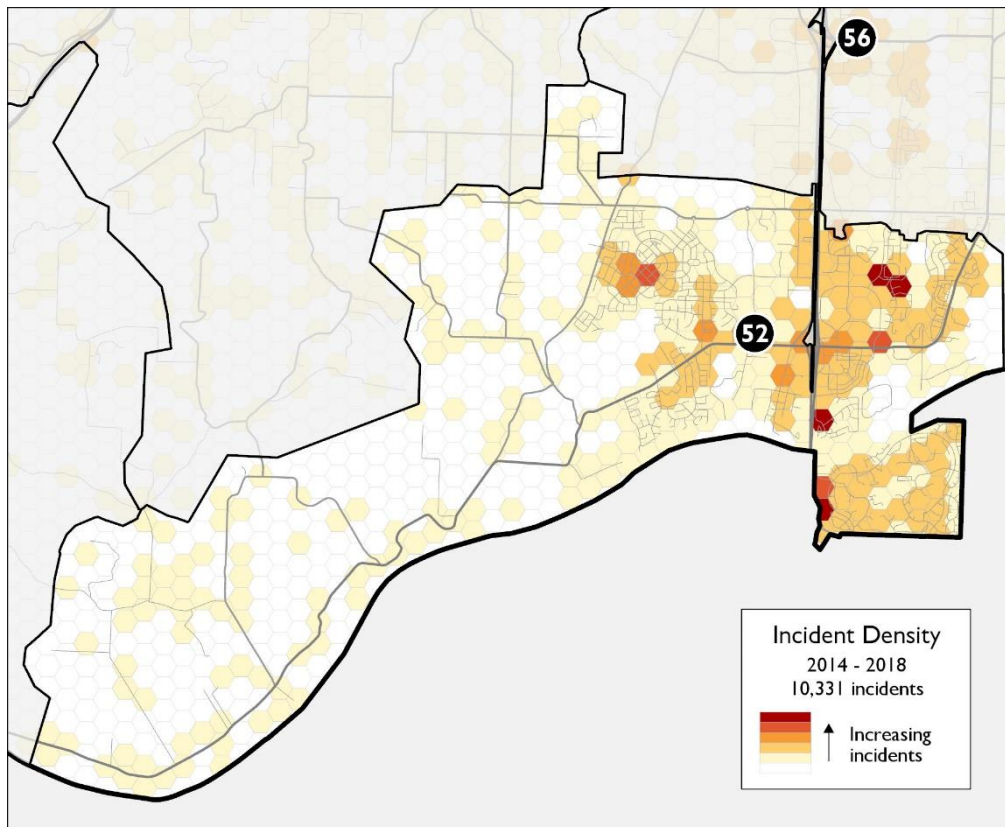 56
52
Incident Density
2014 - 2018
10,331 incidents
Increasing
incidents